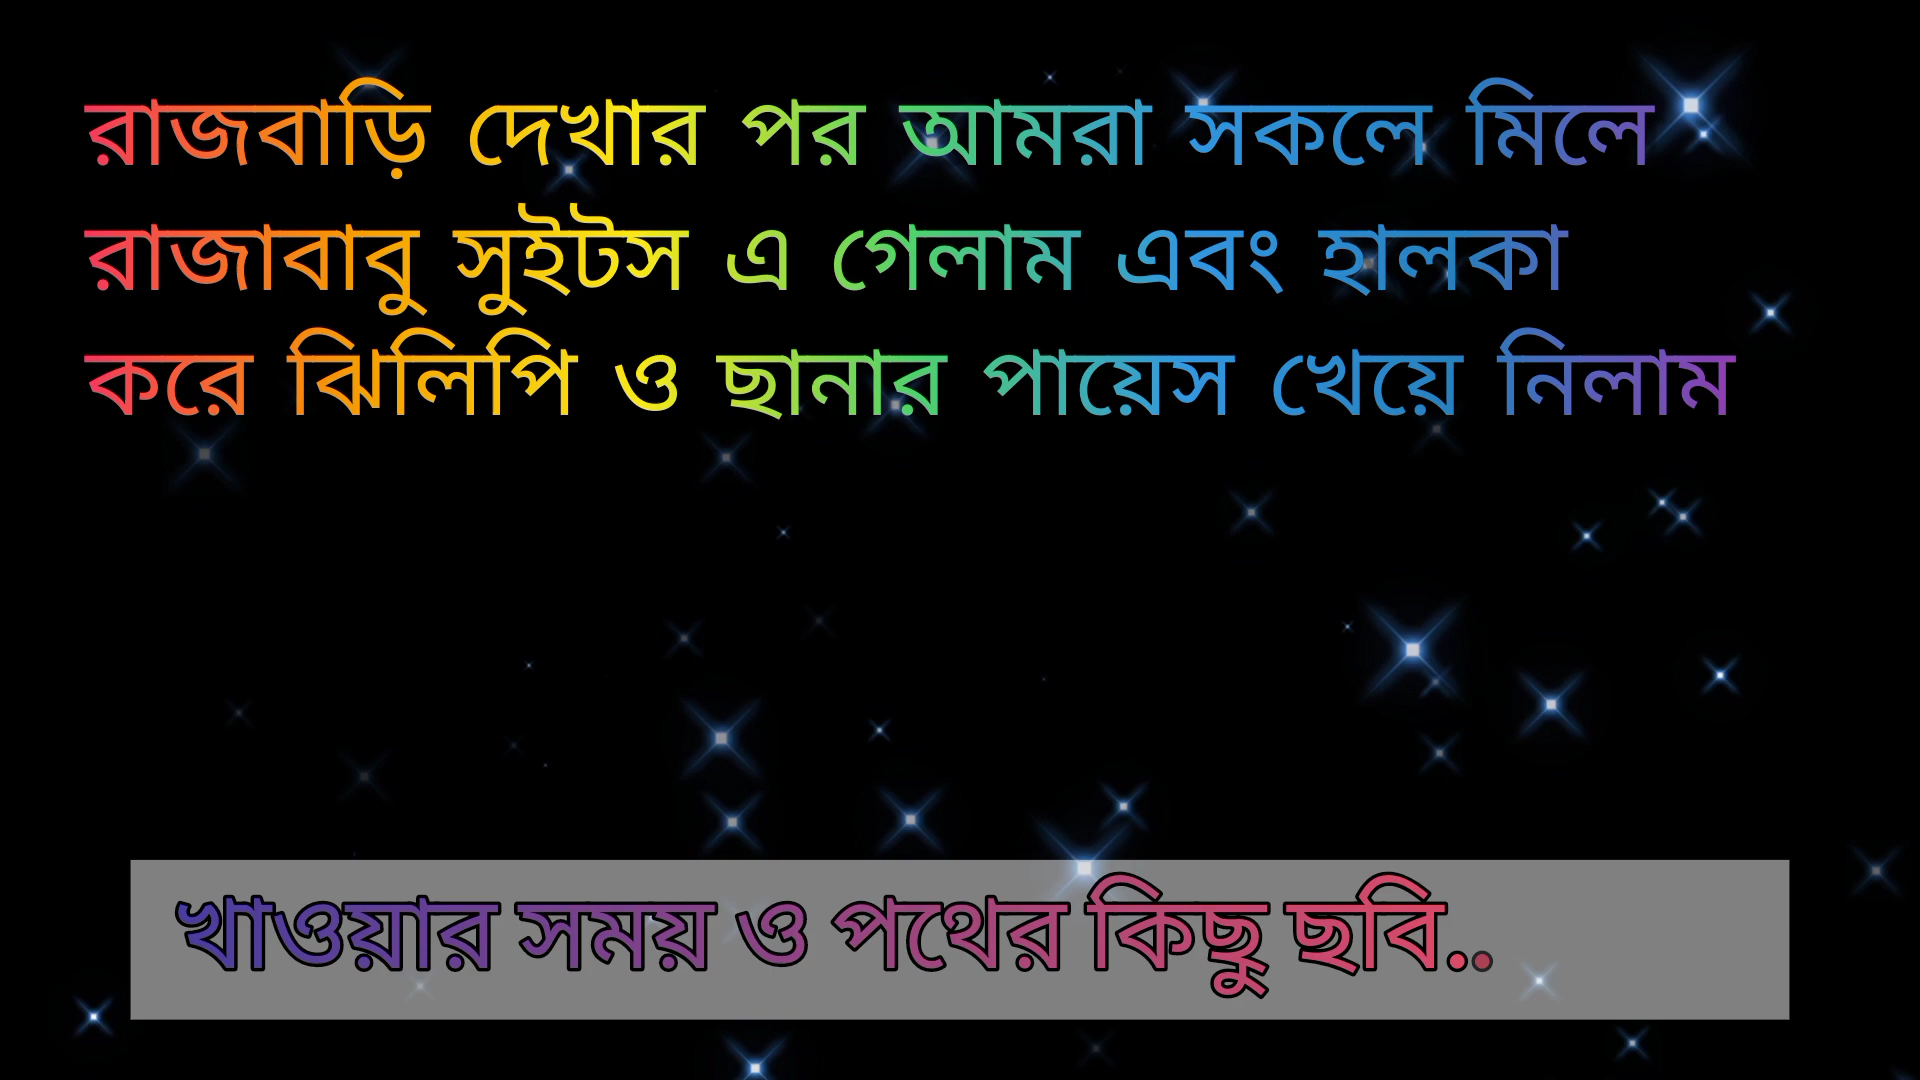 রাজবাড়ি দেখার পর আমরা সকলে মিলে
রাজাবাবু সুইটস এ গেলাম এবং হালকা
করে ঝিলিপি ও ছানার পায়েস খেয়ে নিলাম
খাওয়ার সময় ও পথের কিছু ছবি..